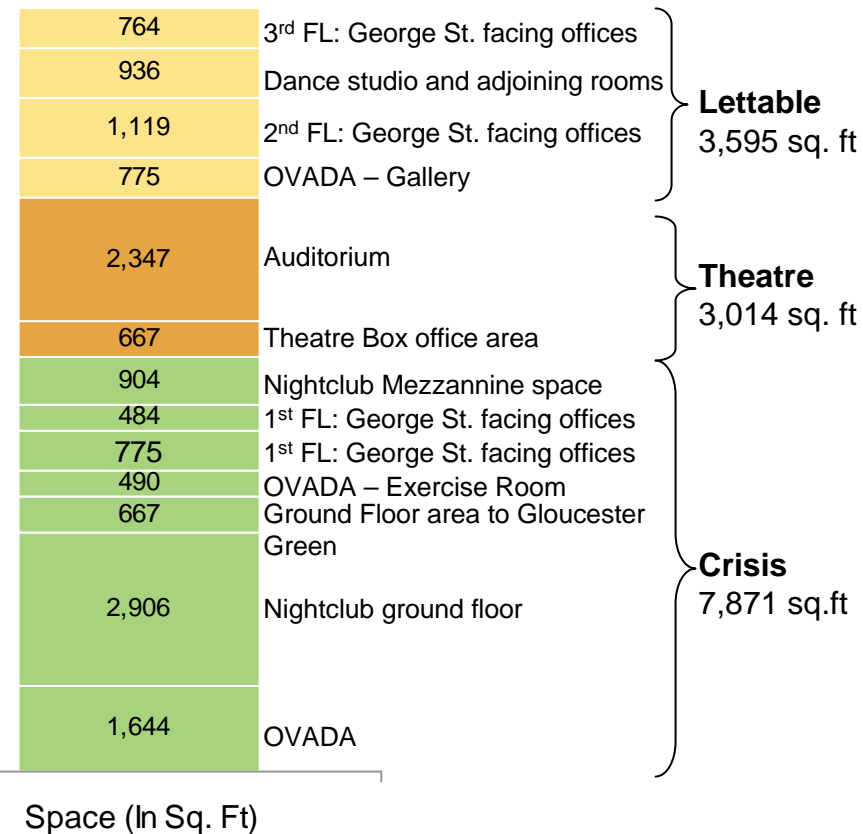 764 3rd FL: George St. facing offices
936 Dance studio and adjoining rooms
Lettable
1,119 2nd FL: George St. facing offices
3,595 sq. ft
775 OVADA – Gallery
2,347 Auditorium
Theatre
3,014 sq. ft
667 Theatre Box office area
904 Nightclub Mezzannine space
484 1st FL: George St. facing offices
775 1st FL: George St. facing offices
490 OVADA – Exercise Room
667 Ground Floor area to Gloucester
Green
Crisis
7,871 sq.ft
2,906 Nightclub ground floor
1,644 OVADA
Space (In Sq. Ft)